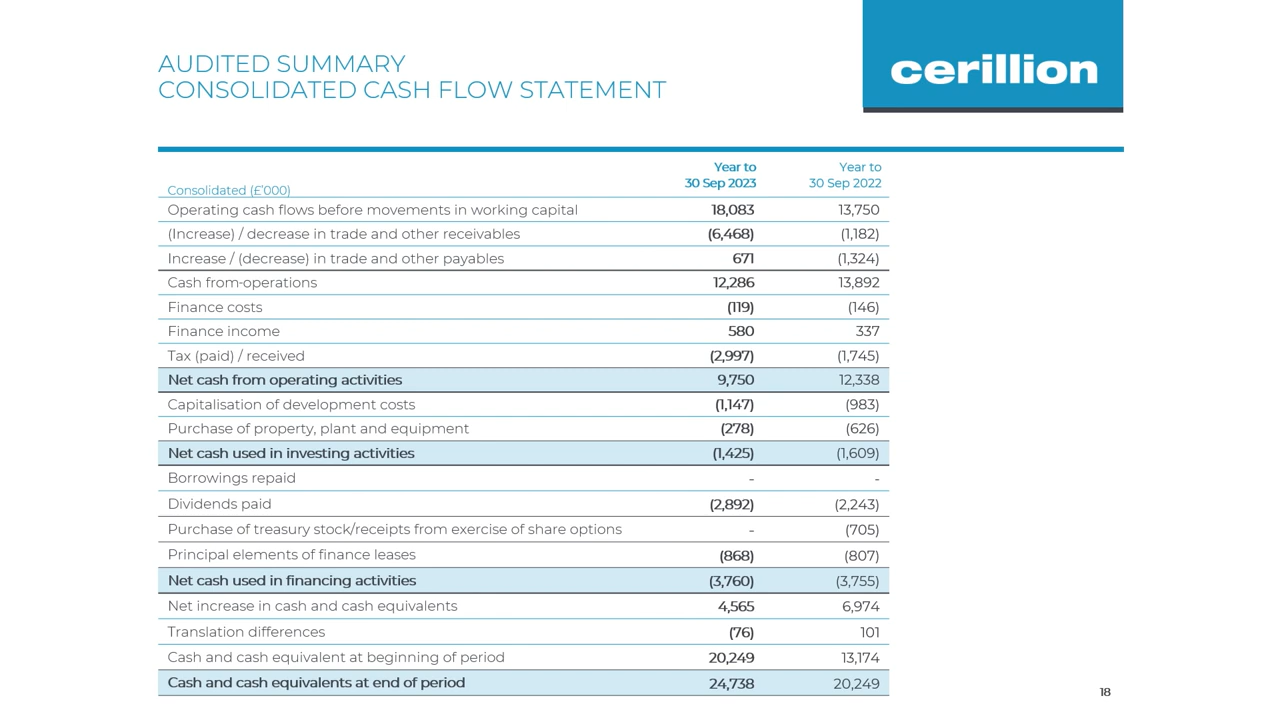 AUDITED SUMMARY
CONSOLIDATED CASH FLOW STATEMENT
cerillion
Consolidated (£'000) Year to 30 Sep 2023 Year to 30 Sep 2022
Operating cash flows before movements in working capital 18,083 13,750
(Increase) / decrease in trade and other receivables (6,468) (1,182)
Increase / (decrease) in trade and other payables 671 (1,324)
Cash from-operations 12,286 13,892
Finance costs (119) (146)
Finance income 580 337
Tax (paid) / received (2,997) (1,745)
Net cash from operating activities 9,750 12,338
Capitalisation of development costs (1,147) (983)
Purchase of property, plant and equipment (278) (626)
Net cash used in investing activities (1,425) (1,609)
Borrowings repaid - -
Dividends paid (2,892) (2,243)
Purchase of treasury stock/receipts from exercise of share options - (705)
Principal elements of finance leases (868) (807)
Net cash used in financing activities (3,760) (3,755)
Net increase in cash and cash equivalents 4,565 6,974
Translation differences (76) 101
Cash and cash equivalent at beginning of period 20,249 13,174
Cash and cash equivalents at end of period 24,738 20,249
18